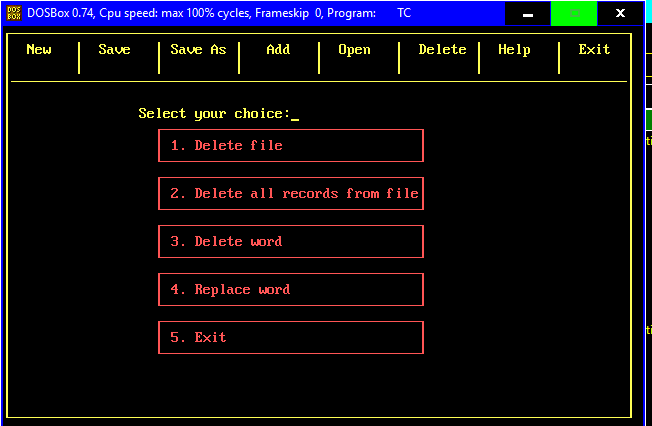 DOS BOX DOSBox 0.74, Cpu speed: max 100% cycles, Frameskip 0, Program: TC
New Save Save As Add Open Delete Help Exit
Select your choice:_
1. Delete file
2. Delete all records from file
3. Delete word
4. Replace word
5. Exit